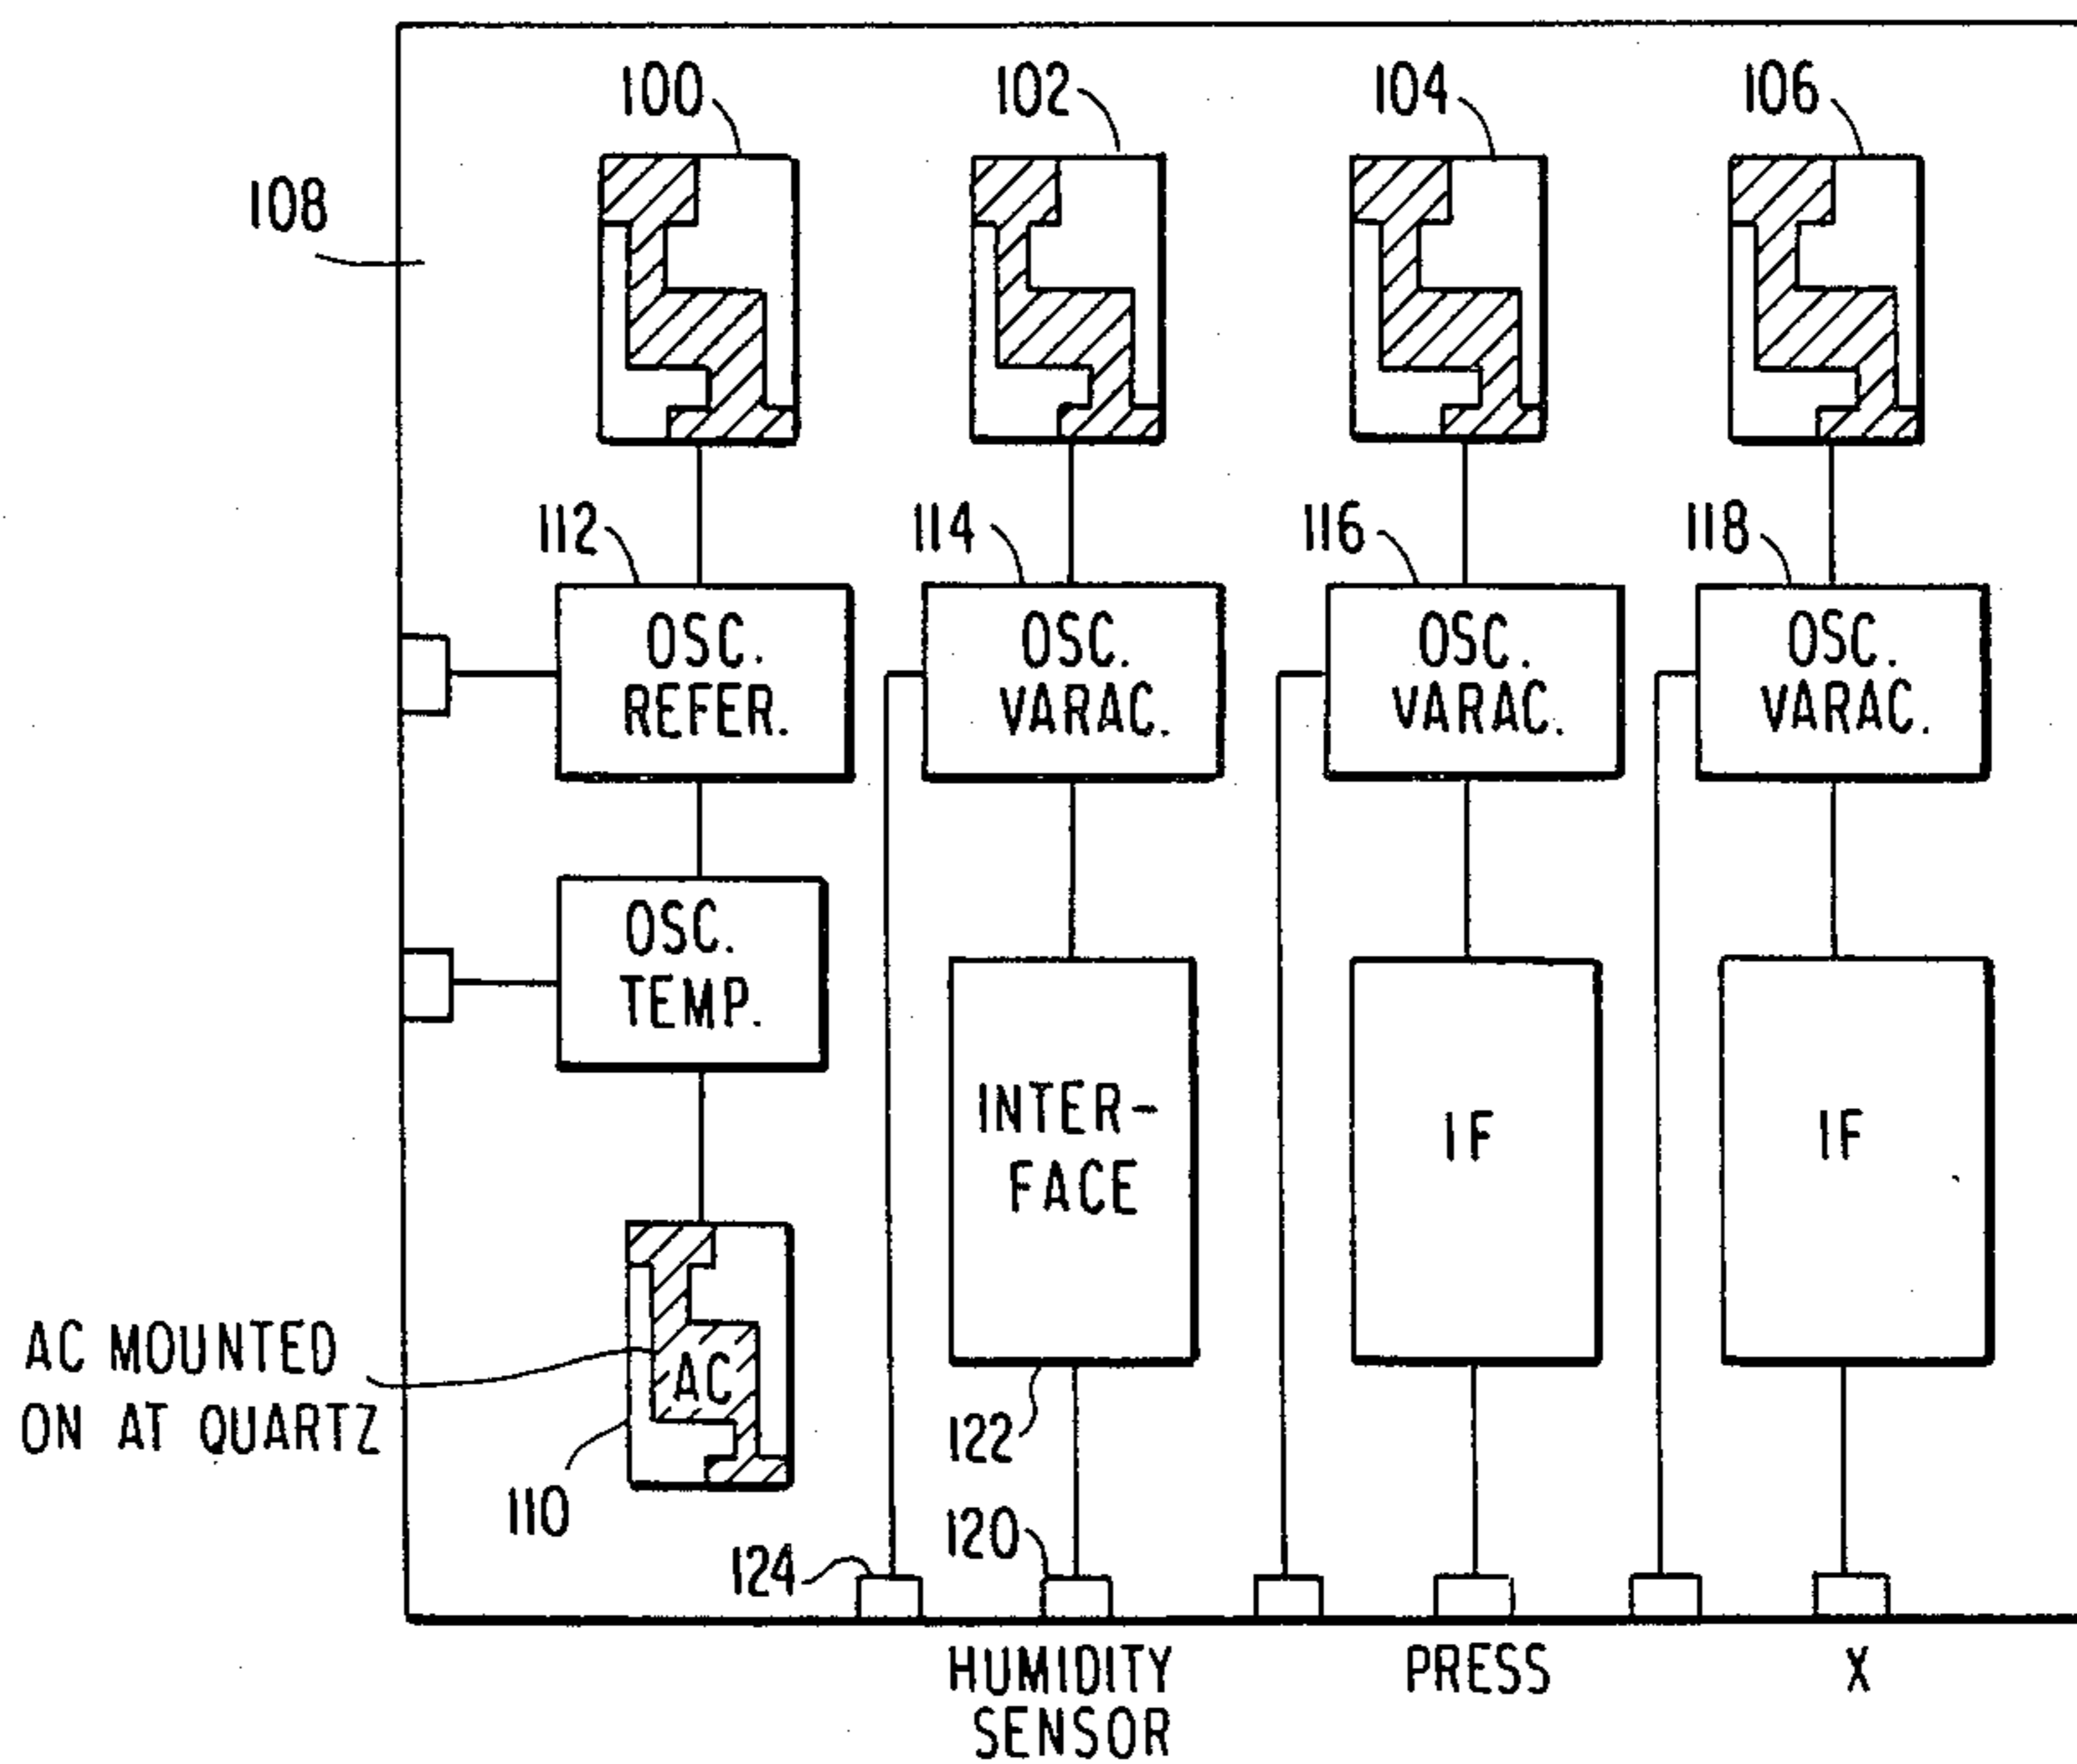 100
102
104
106
108
112
114
116
118
OSC.
REFER.
OSC.
VARAC.
OSC.
VARAC.
OSC.
VARAC.
OSC.
TEMP.
INTER-
FACE
IF
IF
AC MOUNTED
ON AT QUARTZ
AC
110
122
124
120
HUMIDITY
SENSOR
PRESS
X